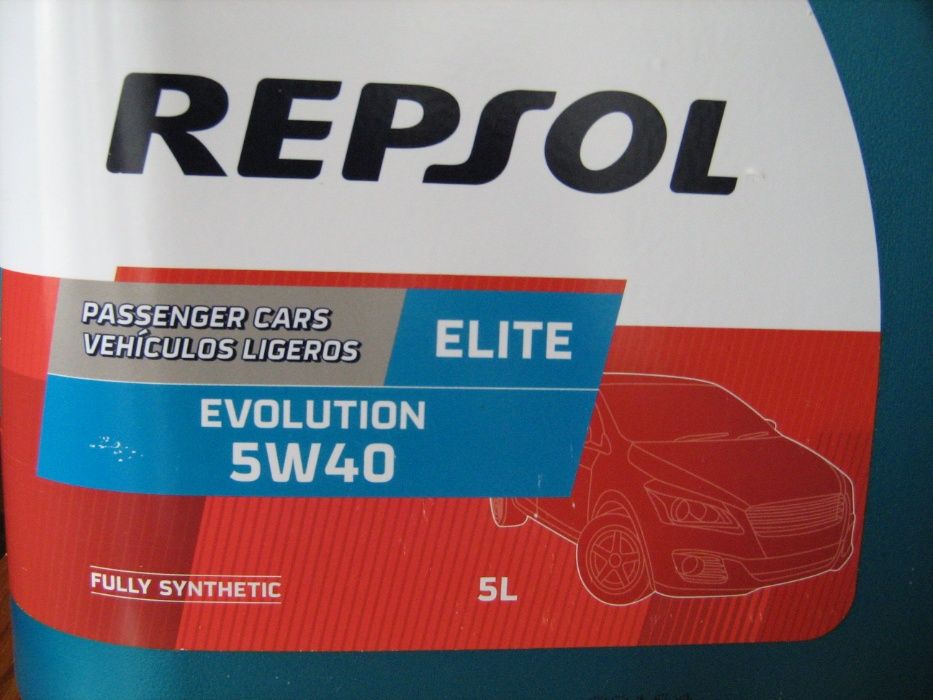 REPSOL
PASSENGER CARS
VEHÍCULOS LIGEROS
ELITE
EVOLUTION
5W40
FULLY SYNTHETIC
5L